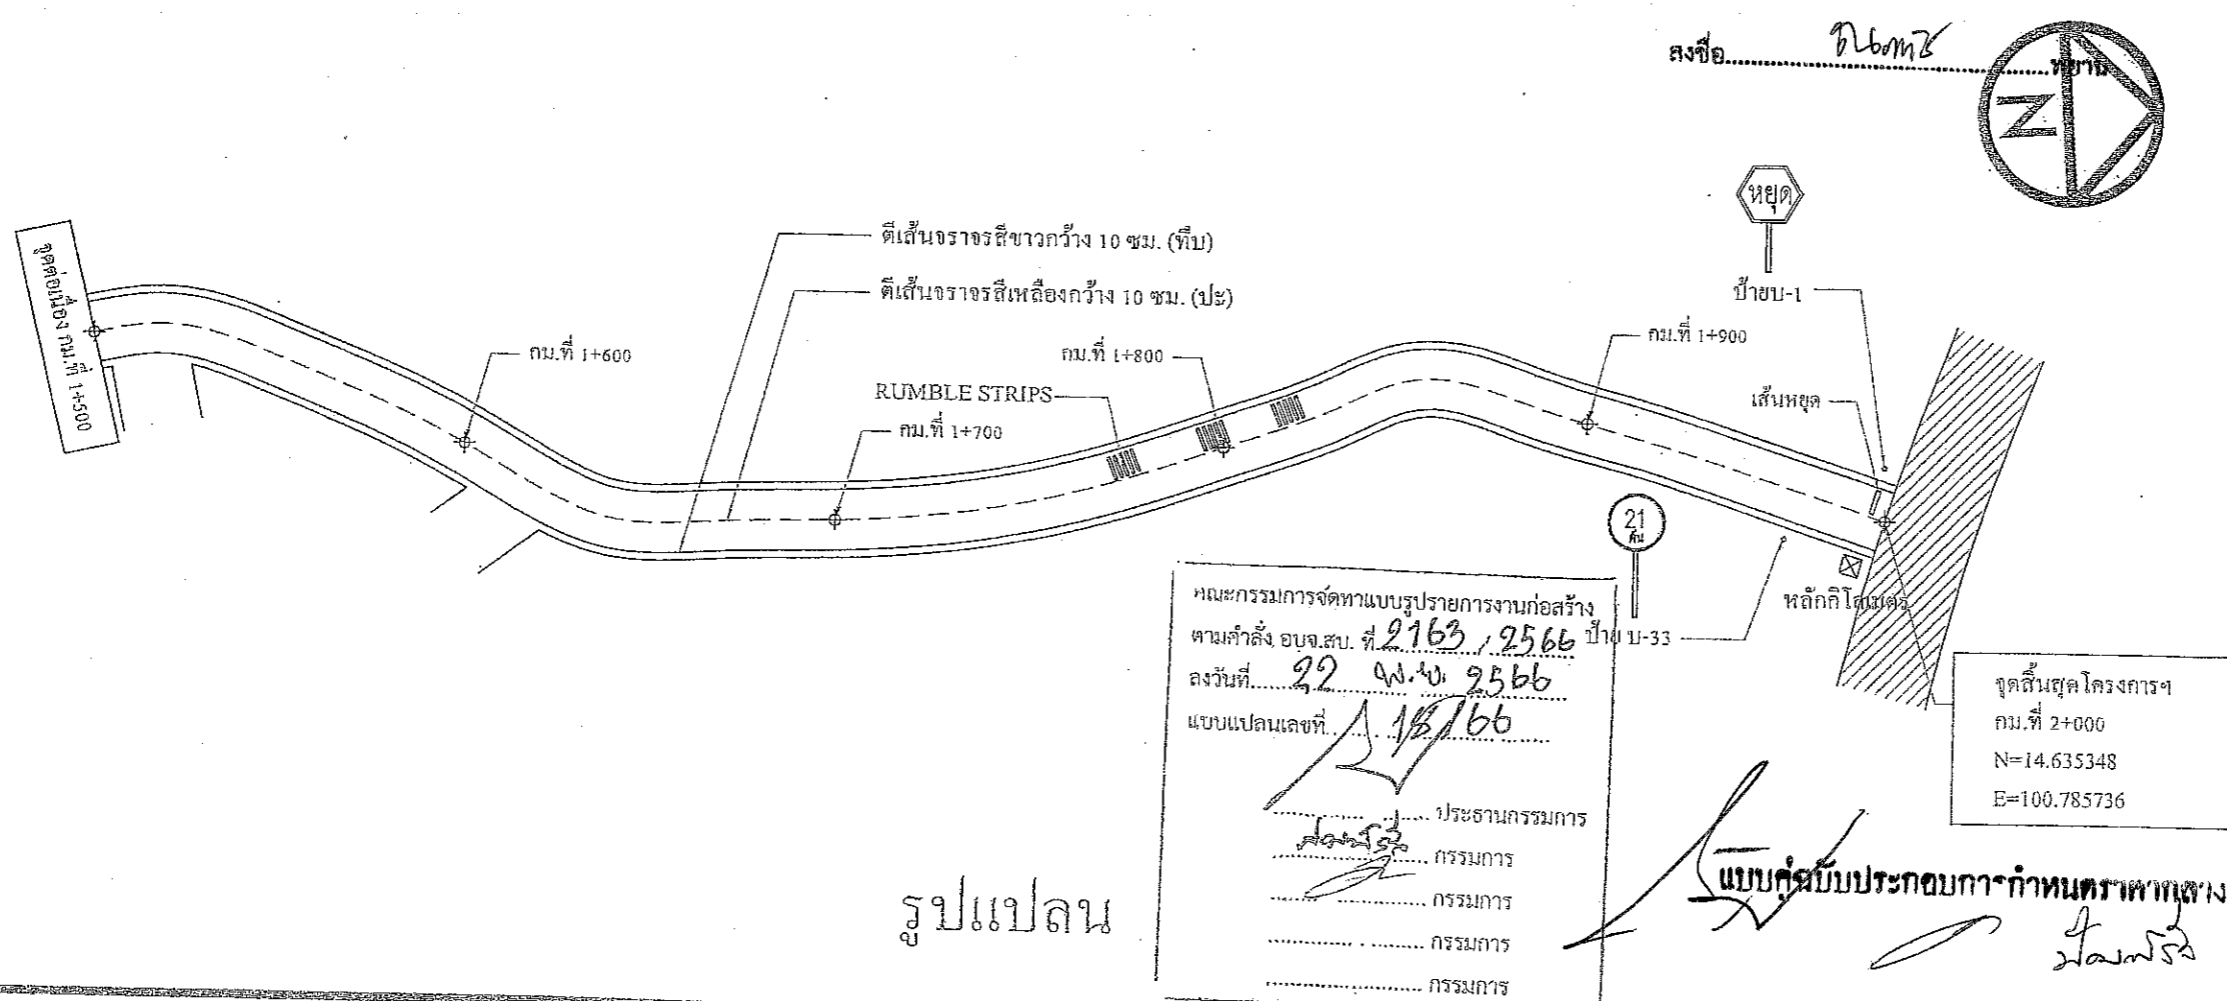 ลงชื่อ..................พยาน
N
หยุด
ป้ายบ-1
ตีเส้นจราจรสีขาวกว้าง 10 ซม. (ทึบ)
ตีเส้นจราจรสีเหลืองกว้าง 10 ซม. (ปะ)
จุดต่อเนื่อง กม.ที่ 1+500
กม.ที่ 1+600
กม.ที่ 1+800
กม.ที่ 1+900
RUMBLE STRIPS
กม.ที่ 1+700
เส้นหยุด
21
ตัน
หลักกิโลเมตร
ป้าย บ-33
คณะกรรมการจัดทำแบบรูปรายการงานก่อสร้าง
ตามคำสั่ง อบจ.สบ. ที่ 2163 / 2566
ลงวันที่ 22 พ.ย. 2566
แบบแปลนเลขที่ 18/66
ประธานกรรมการ
กรรมการ
กรรมการ
กรรมการ
กรรมการ
จุดสิ้นสุดโครงการฯ
กม.ที่ 2+000
N=14.635348
E=100.785736
รูปแปลน
แบบคู่ฉบับประกอบการกำหนดราคากลาง